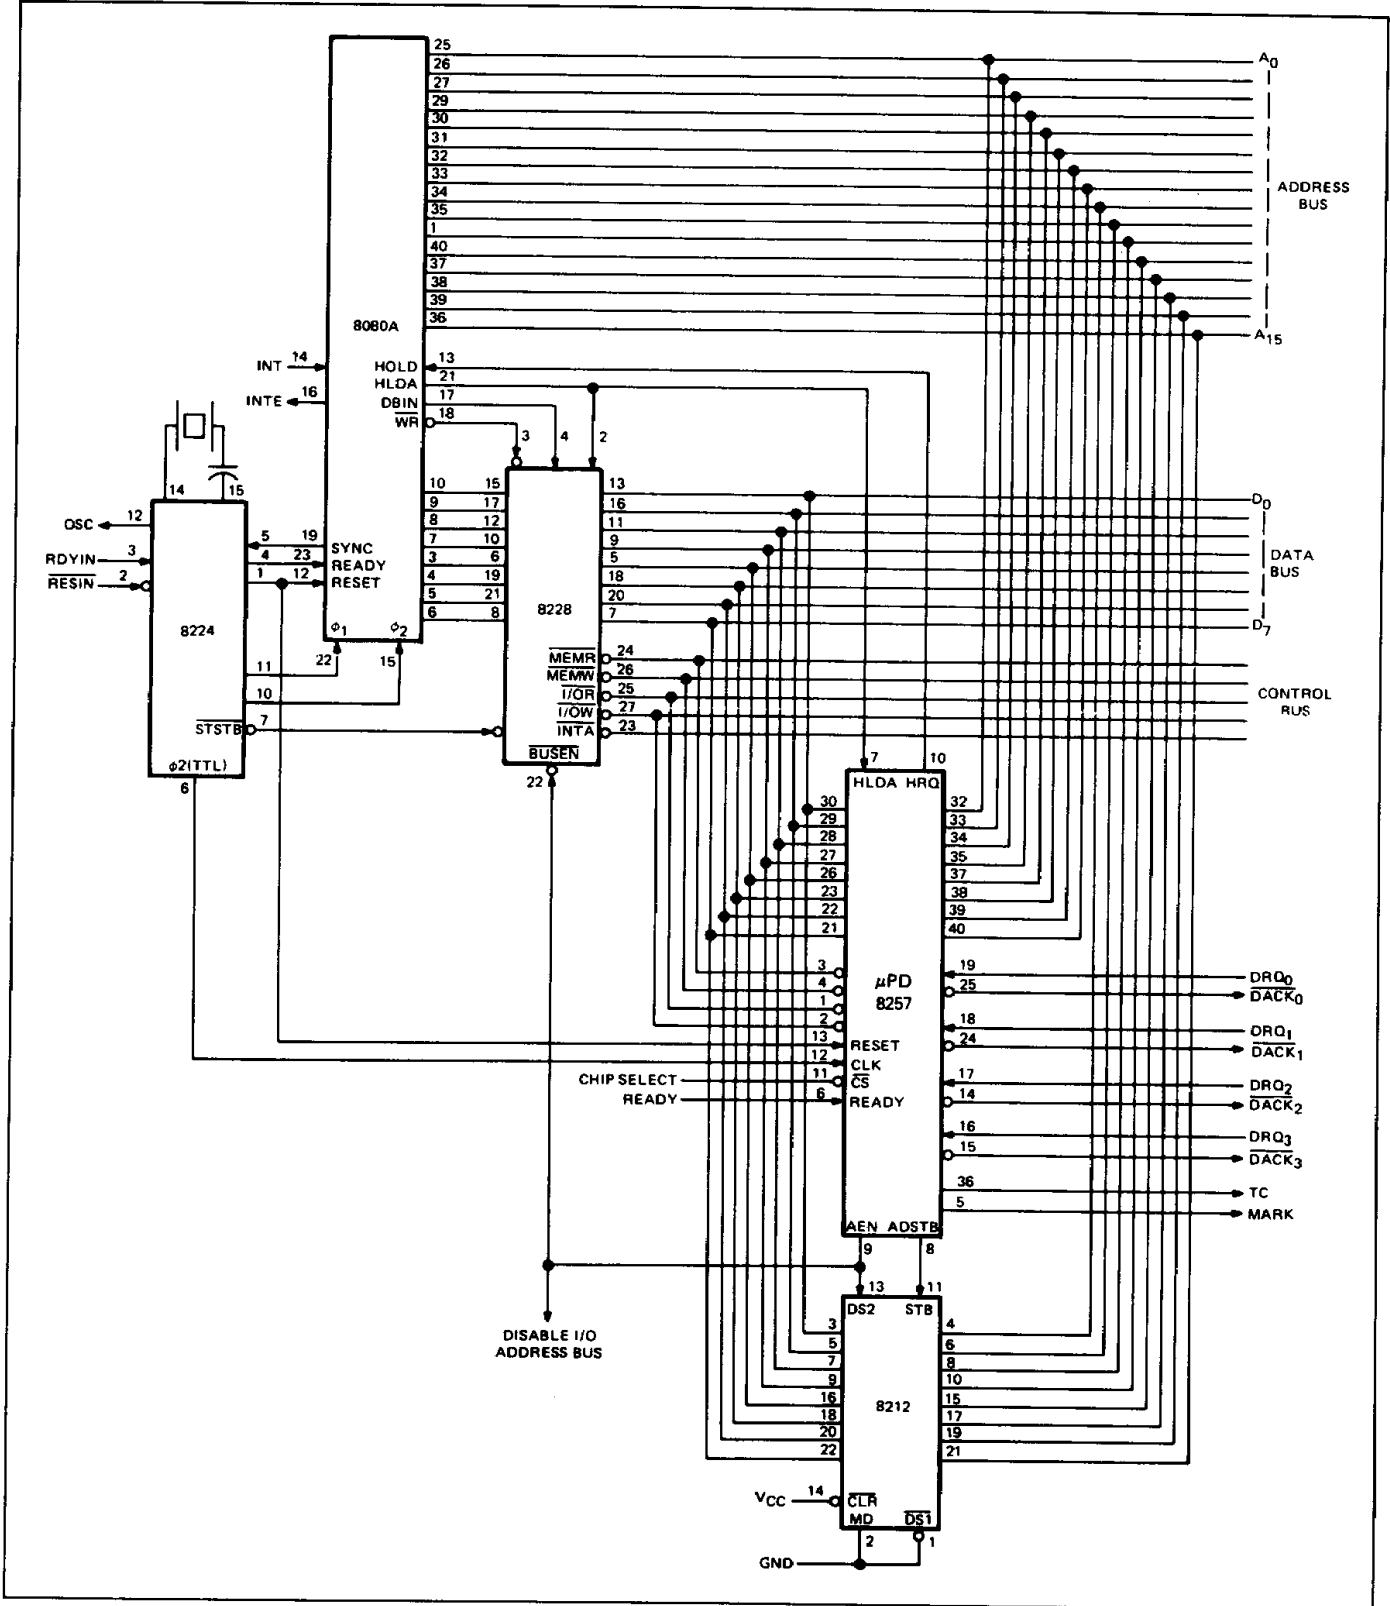 25
26
27
29
30
31
32
33
34
35
1
40
37
38
39
36
A0
ADDRESS
BUS
A15
8080A
INT 14
INTE 16
HOLD 13
HLDA 21
DBIN 17
WR 18
3 4 2
14 15
OSC 12
RDYIN 3
RESIN 2
8224
5 19 SYNC
4 23 READY
1 12 RESET
φ1 φ2
22 15
11
10
STSTB 7
φ2(TTL)
6
10 15
9 17
8 12
7 10
3 6
4 19
5 21
6 8
8228
13
16
11
9
5
18
20
7
D0
DATA
BUS
D7
MEMR 24
MEMW 26
I/OR 25
I/OW 27
INTA 23
BUSEN
22
CONTROL
BUS
7 10
HLDA HRQ
30 32
29 33
28 34
27 35
26 37
23 38
22 39
21 40
3
4
1
2
μPD
8257
13 RESET
12 CLK
CHIP SELECT 11 CS
READY 6 READY
19 DRQ0
25 DACK0
18 DRQ1
24 DACK1
17 DRQ2
14 DACK2
16 DRQ3
15 DACK3
36 TC
5 MARK
AEN ADSTB
9 8
13 11
DS2 STB
DISABLE I/O
ADDRESS BUS
3 4
5 6
7 8
9 10
16 15
18 17
20 19
22 21
8212
VCC 14 CLR
MD DS1
2 1
GND